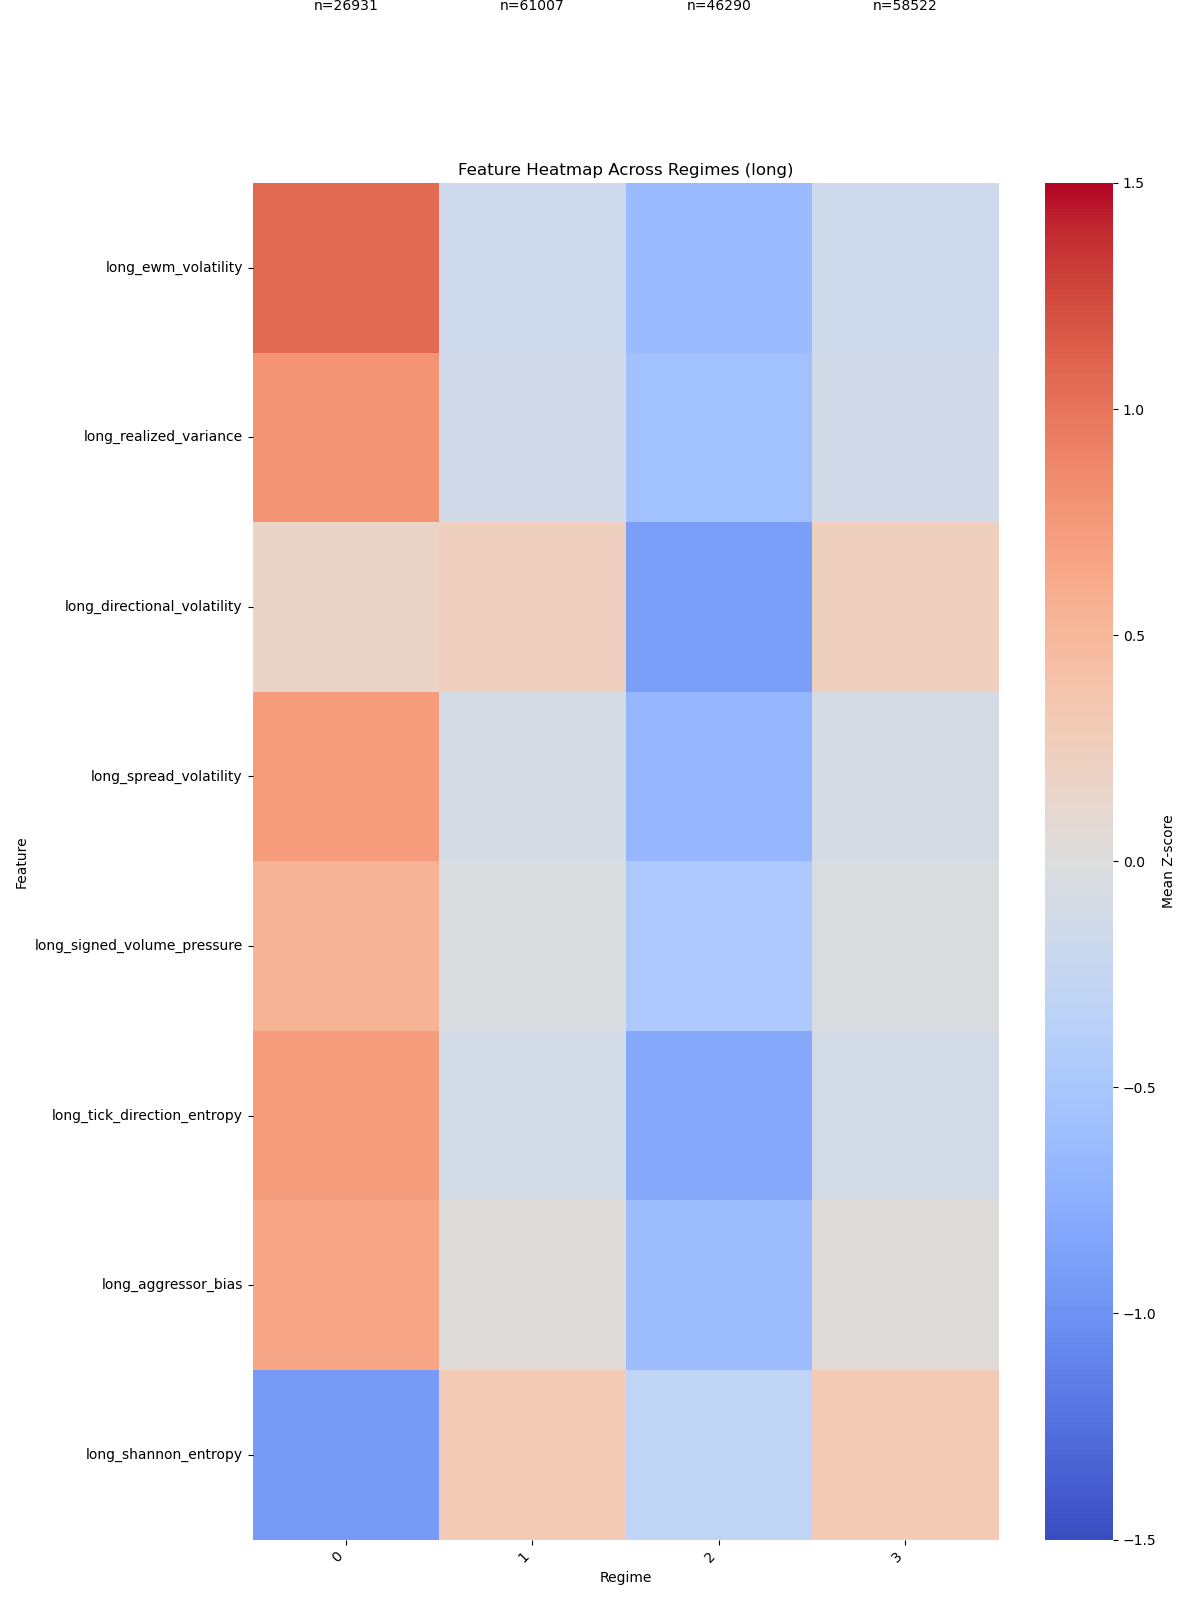 n=26931 n=61007 n=46290 n=58522
Feature Heatmap Across Regimes (long)
long_ewm_volatility
long_realized_variance
long_directional_volatility
long_spread_volatility
long_signed_volume_pressure
long_tick_direction_entropy
long_aggressor_bias
long_shannon_entropy
Feature
0 1 2 3
Regime
1.5
1.0
0.5
0.0
−0.5
−1.0
−1.5
Mean Z-score